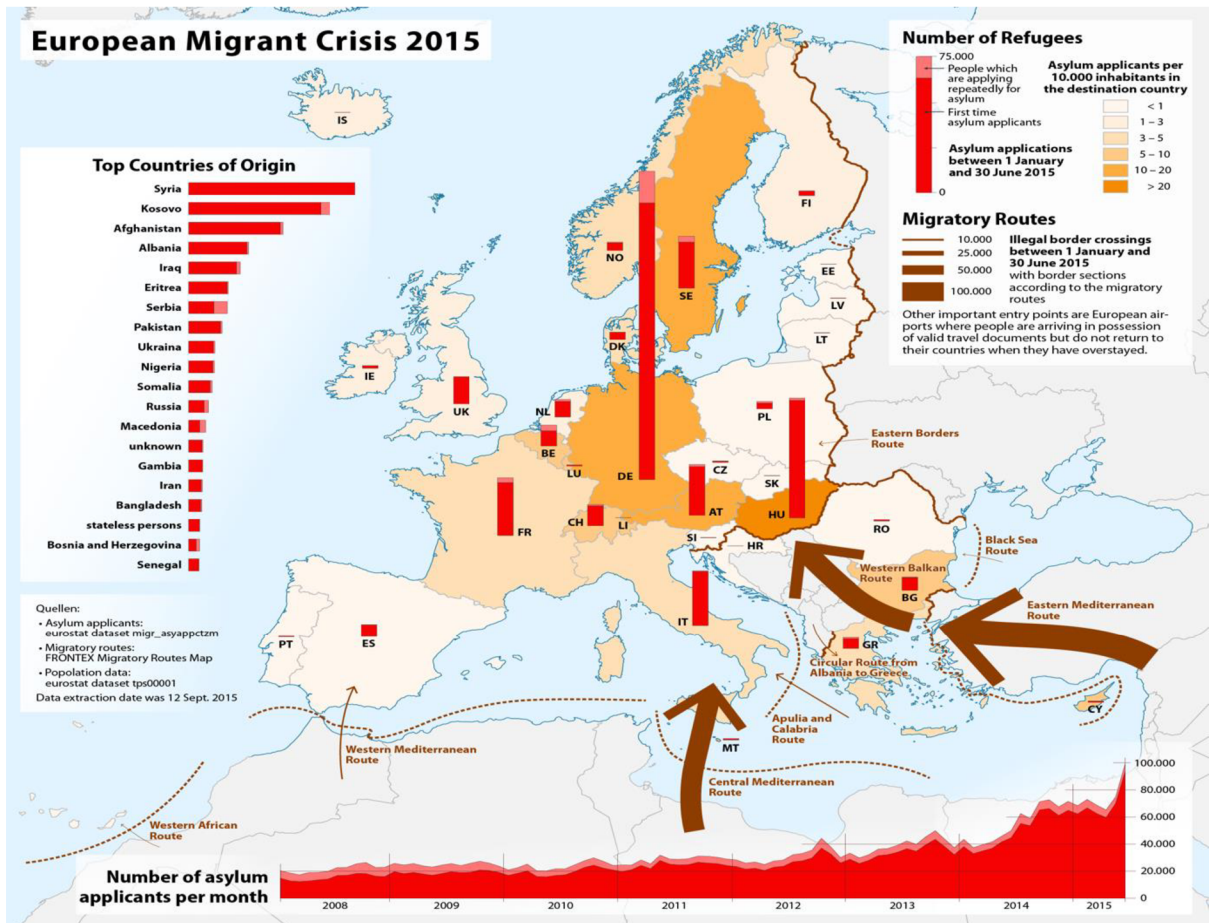 European Migrant Crisis 2015
Number of Refugees
75.000
People which
are applying
repeatedly for
asylum
First time
asylum applicants
Asylum applications
between 1 January
and 30 June 2015
0
Asylum applicants per
10.000 inhabitants in
the destination country
< 1
1 – 3
3 – 5
5 – 10
10 – 20
> 20
Migratory Routes
10.000
25.000
50.000
100.000
Illegal border crossings
between 1 January and
30 June 2015
with border sections
according to the migratory
routes
Other important entry points are European air-
ports where people are arriving in possession
of valid travel documents but do not return to
their countries when they have overstayed.
Top Countries of Origin
Syria
Kosovo
Afghanistan
Albania
Iraq
Eritrea
Serbia
Pakistan
Ukraina
Nigeria
Somalia
Russia
Macedonia
unknown
Gambia
Iran
Bangladesh
stateless persons
Bosnia and Herzegovina
Senegal
Quellen:
• Asylum applicants:
eurostat dataset migr_asyappctzm
• Migratory routes:
FRONTEX Migratory Routes Map
• Popolation data:
eurostat dataset tps00001
Data extraction date was 12 Sept. 2015
IS
FI
NO
SE
EE
LV
LT
DK
IE
UK
NL
BE
LU
DE
PL
CZ
SK
HU
AT
CH
LI
FR
SI
HR
RO
BG
IT
GR
PT
ES
MT
CY
Eastern Borders
Route
Black Sea
Route
Western Balkan
Route
Eastern Mediterranean
Route
Circular Route from
Albania to Greece
Apulia and
Calabria
Route
Central Mediterranean
Route
Western Mediterranean
Route
Western African
Route
Number of asylum
applicants per month
100.000
80.000
60.000
40.000
20.000
0
2008
2009
2010
2011
2012
2013
2014
2015